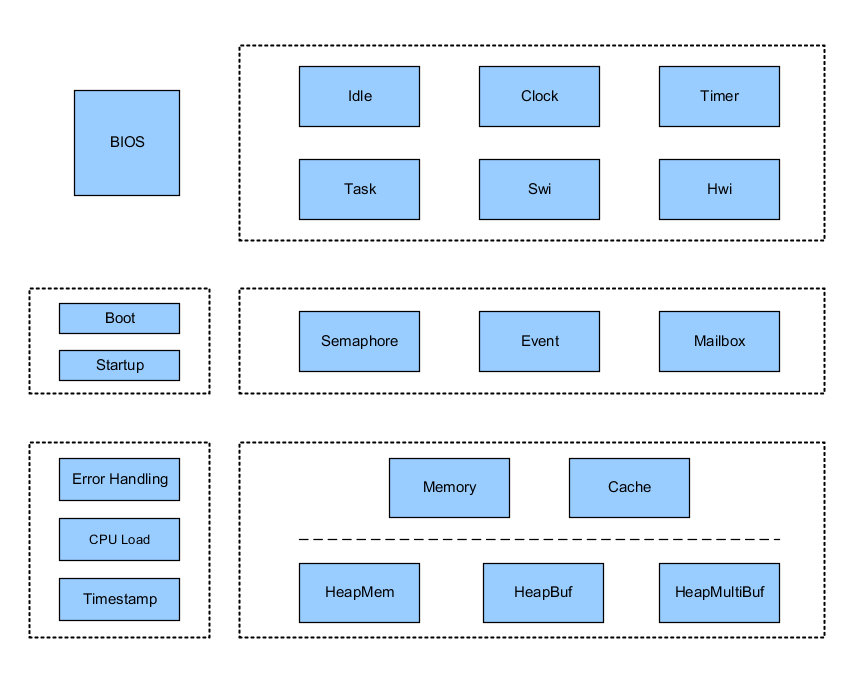 BIOS
Idle
Clock
Timer
Task
Swi
Hwi
Boot
Startup
Semaphore
Event
Mailbox
Error Handling
CPU Load
Timestamp
Memory
Cache
HeapMem
HeapBuf
HeapMultiBuf